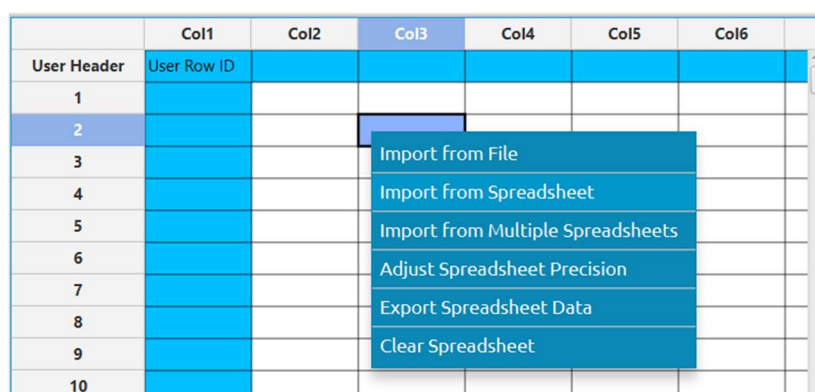 Col1 Col2 Col3 Col4 Col5 Col6
User Header User Row ID
1
2
3
4
5
6
7
8
9
10
Import from File
Import from Spreadsheet
Import from Multiple Spreadsheets
Adjust Spreadsheet Precision
Export Spreadsheet Data
Clear Spreadsheet